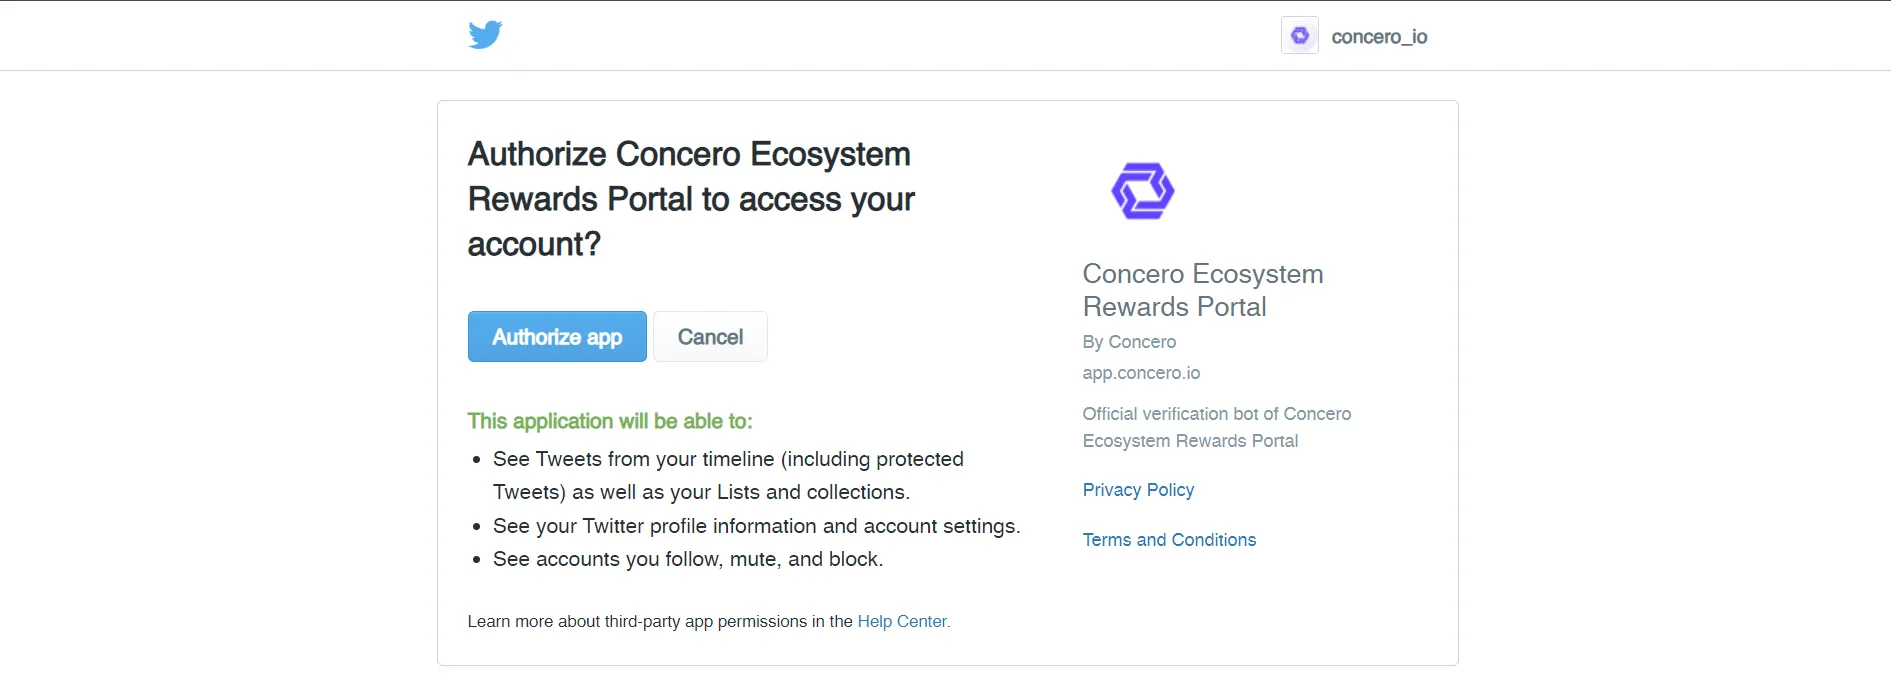 concero_io
Authorize Concero Ecosystem
Rewards Portal to access your
account?
Authorize app
Cancel
This application will be able to:
• See Tweets from your timeline (including protected
Tweets) as well as your Lists and collections.
• See your Twitter profile information and account settings.
• See accounts you follow, mute, and block.
Learn more about third-party app permissions in the Help Center.
Concero Ecosystem
Rewards Portal
By Concero
app.concero.io
Official verification bot of Concero
Ecosystem Rewards Portal
Privacy Policy
Terms and Conditions